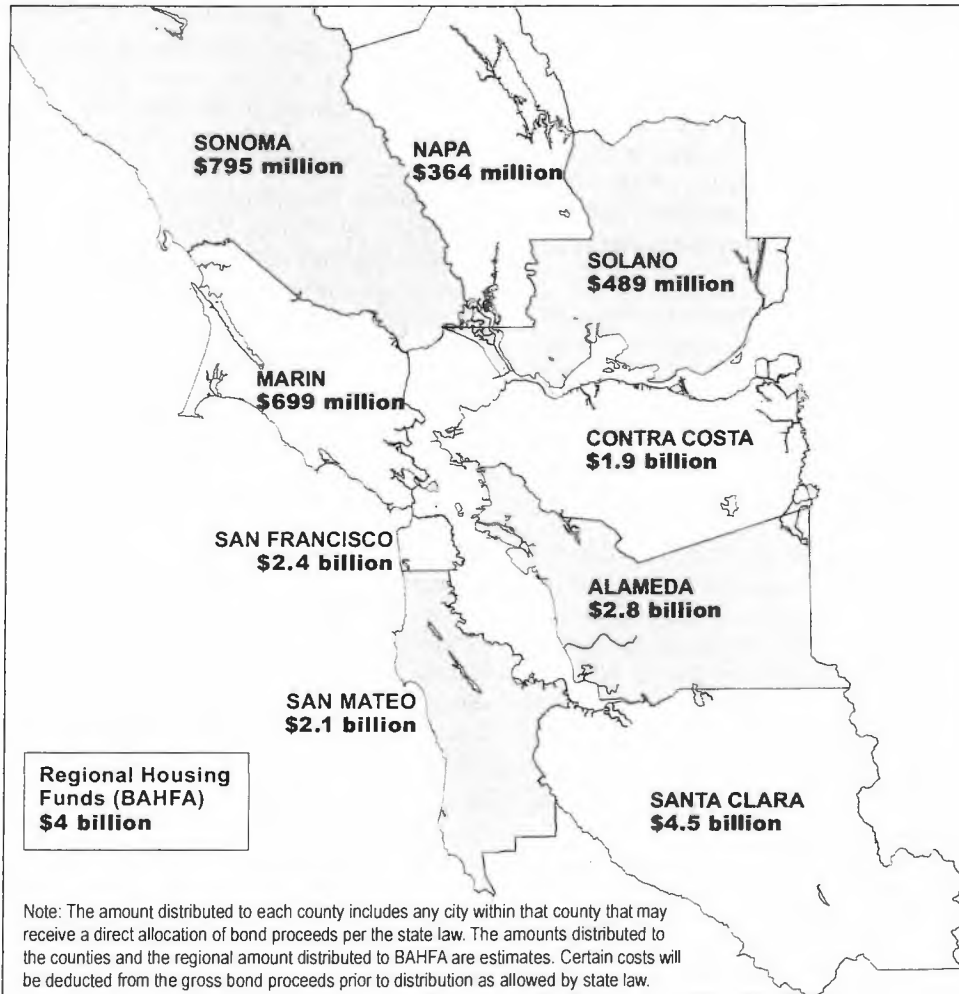 SONOMA
$795 million
NAPA
$364 million
SOLANO
$489 million
MARIN
$699 million
CONTRA COSTA
$1.9 billion
SAN FRANCISCO
$2.4 billion
ALAMEDA
$2.8 billion
SAN MATEO
$2.1 billion
SANTA CLARA
$4.5 billion
Regional Housing
Funds (BAHFA)
$4 billion
Note: The amount distributed to each county includes any city within that county that may
receive a direct allocation of bond proceeds per the state law. The amounts distributed to
the counties and the regional amount distributed to BAHFA are estimates. Certain costs will
be deducted from the gross bond proceeds prior to distribution as allowed by state law.